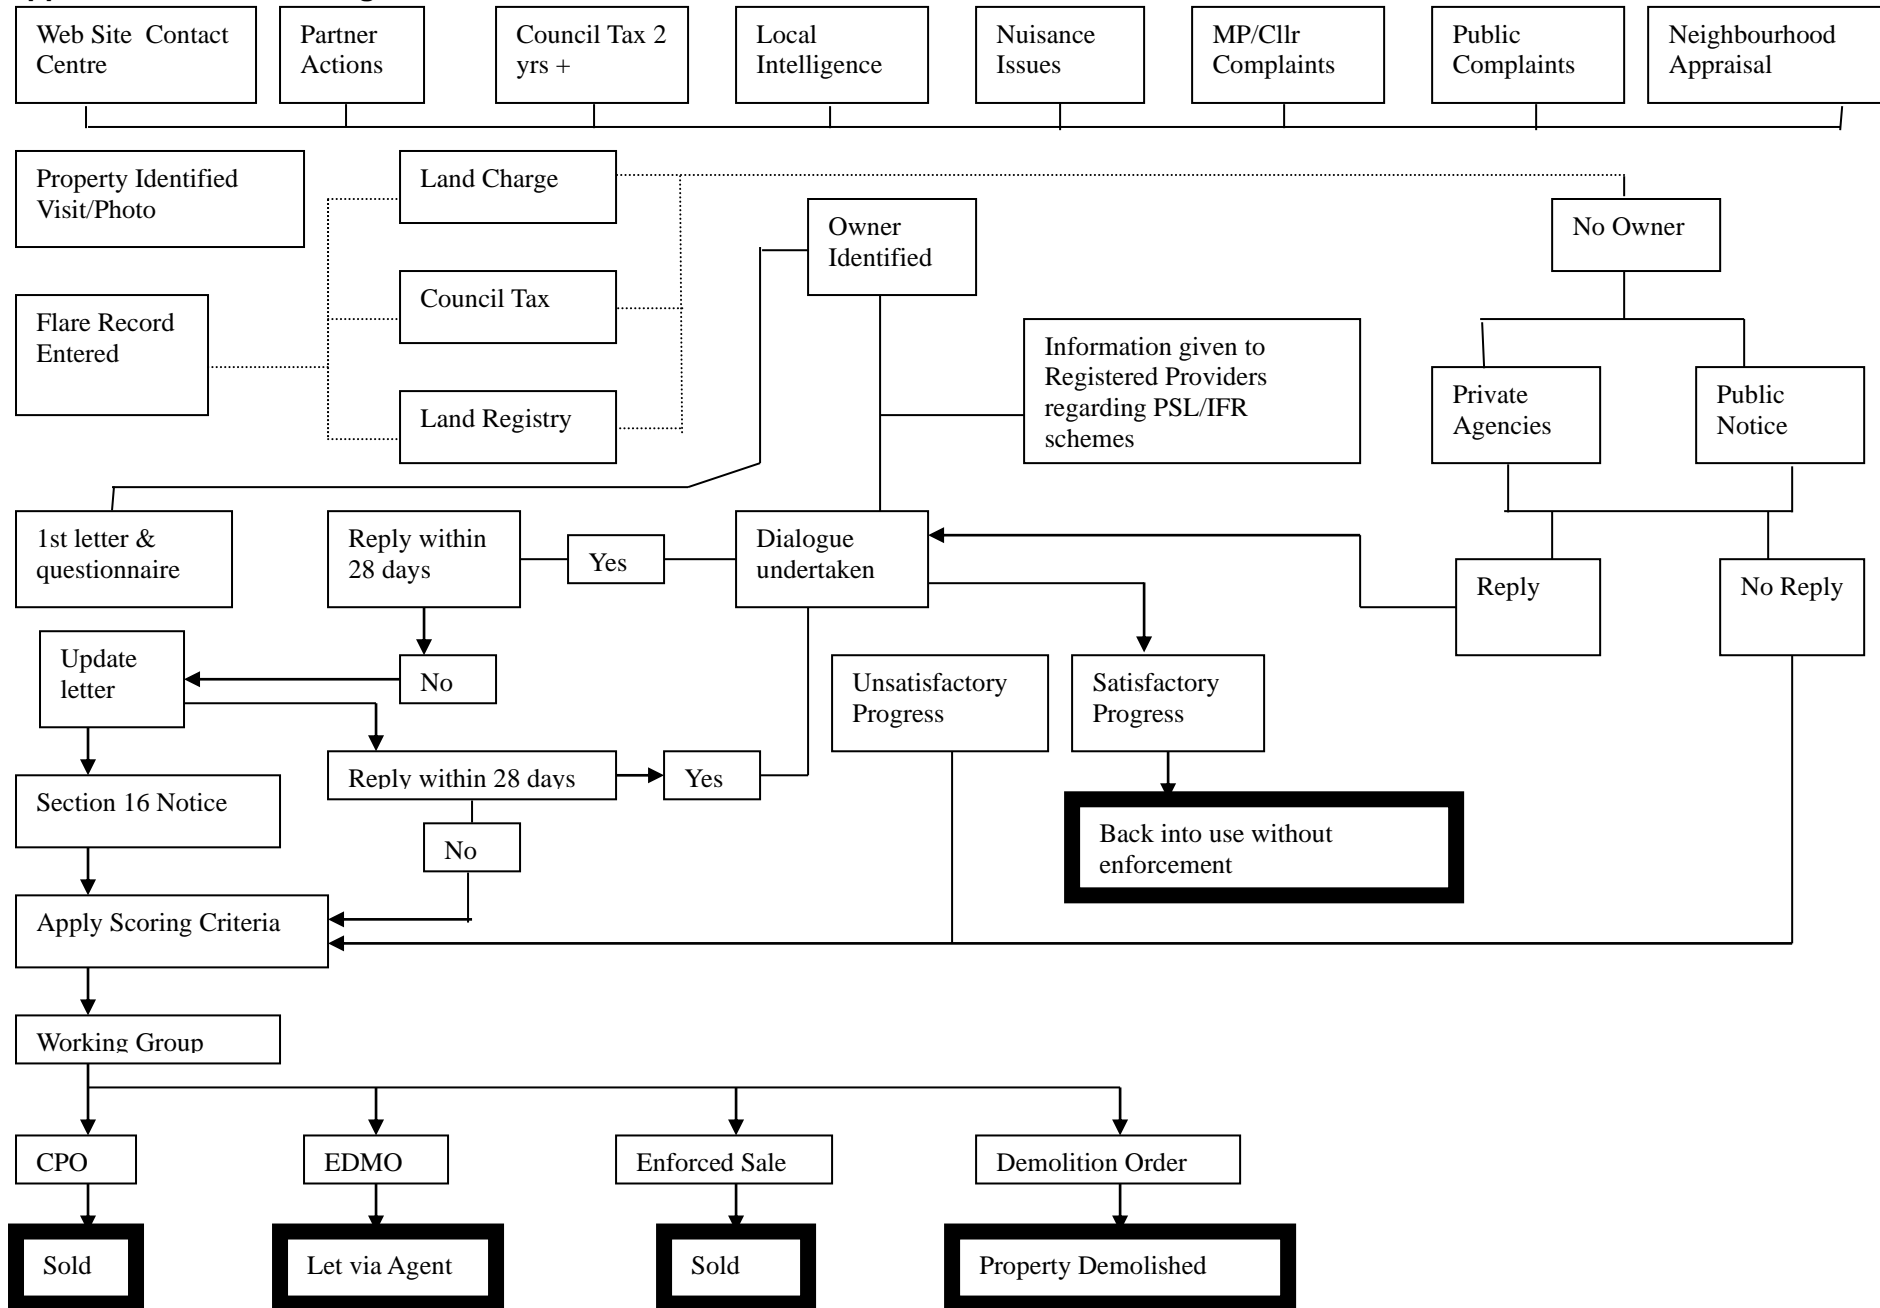 Web Site  Contact
Centre
Partner
Actions
Council Tax 2
yrs +
Local
Intelligence
Nuisance
Issues
MP/Cllr
Complaints
Public
Complaints
Neighbourhood
Appraisal
Property Identified
Visit/Photo
Land Charge
Owner
Identified
No Owner
Flare Record
Entered
Council Tax
Information given to
Registered Providers
regarding PSL/IFR
schemes
Land Registry
Private
Agencies
Public
Notice
1st letter &
questionnaire
Reply within
28 days
Yes
Dialogue
undertaken
Reply
No Reply
Update
letter
No
Unsatisfactory
Progress
Satisfactory
Progress
Section 16 Notice
Reply within 28 days
Yes
No
Back into use without
enforcement
Apply Scoring Criteria
Working Group
CPO
EDMO
Enforced Sale
Demolition Order
Sold
Let via Agent
Sold
Property Demolished